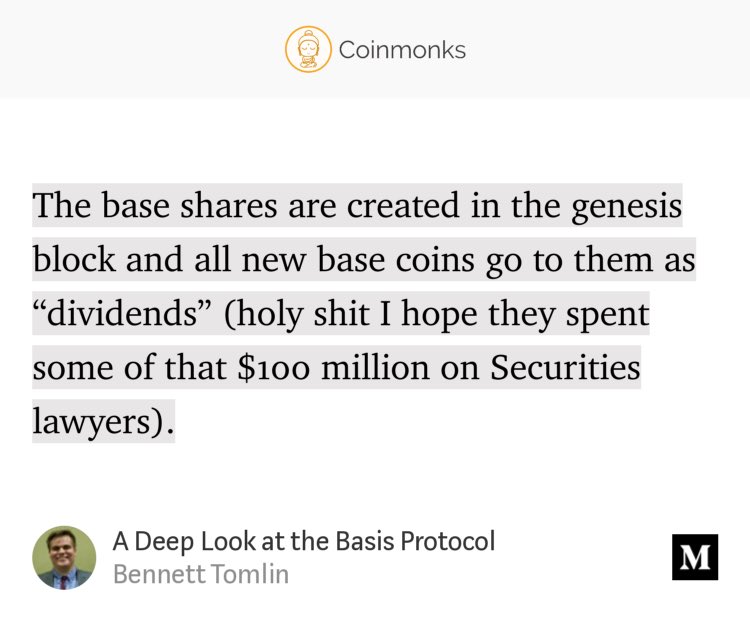 Coinmonks
The base shares are created in the genesis
block and all new base coins go to them as
“dividends” (holy shit I hope they spent
some of that $100 million on Securities
lawyers).
A Deep Look at the Basis Protocol
Bennett Tomlin
M